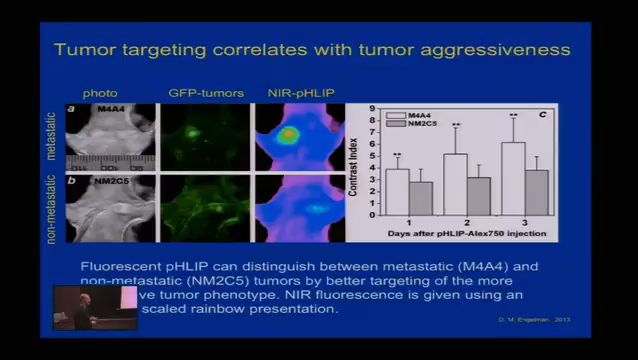 Tumor targeting correlates with tumor aggressiveness
photo GFP-tumors NIR-pHLIP
metastatic
a M4A4
non-metastatic
b NM2C5
c
M4A4
NM2C5
Contrast Index
9
8
7
6
5
4
3
2
1
0
** ** **
1 2 3
Days after pHLIP-Alex750 injection
Fluorescent pHLIP can distinguish between metastatic (M4A4) and
non-metastatic (NM2C5) tumors by better targeting of the more
ve tumor phenotype. NIR fluorescence is given using an
scaled rainbow presentation.
D. M. Engelman, 2013